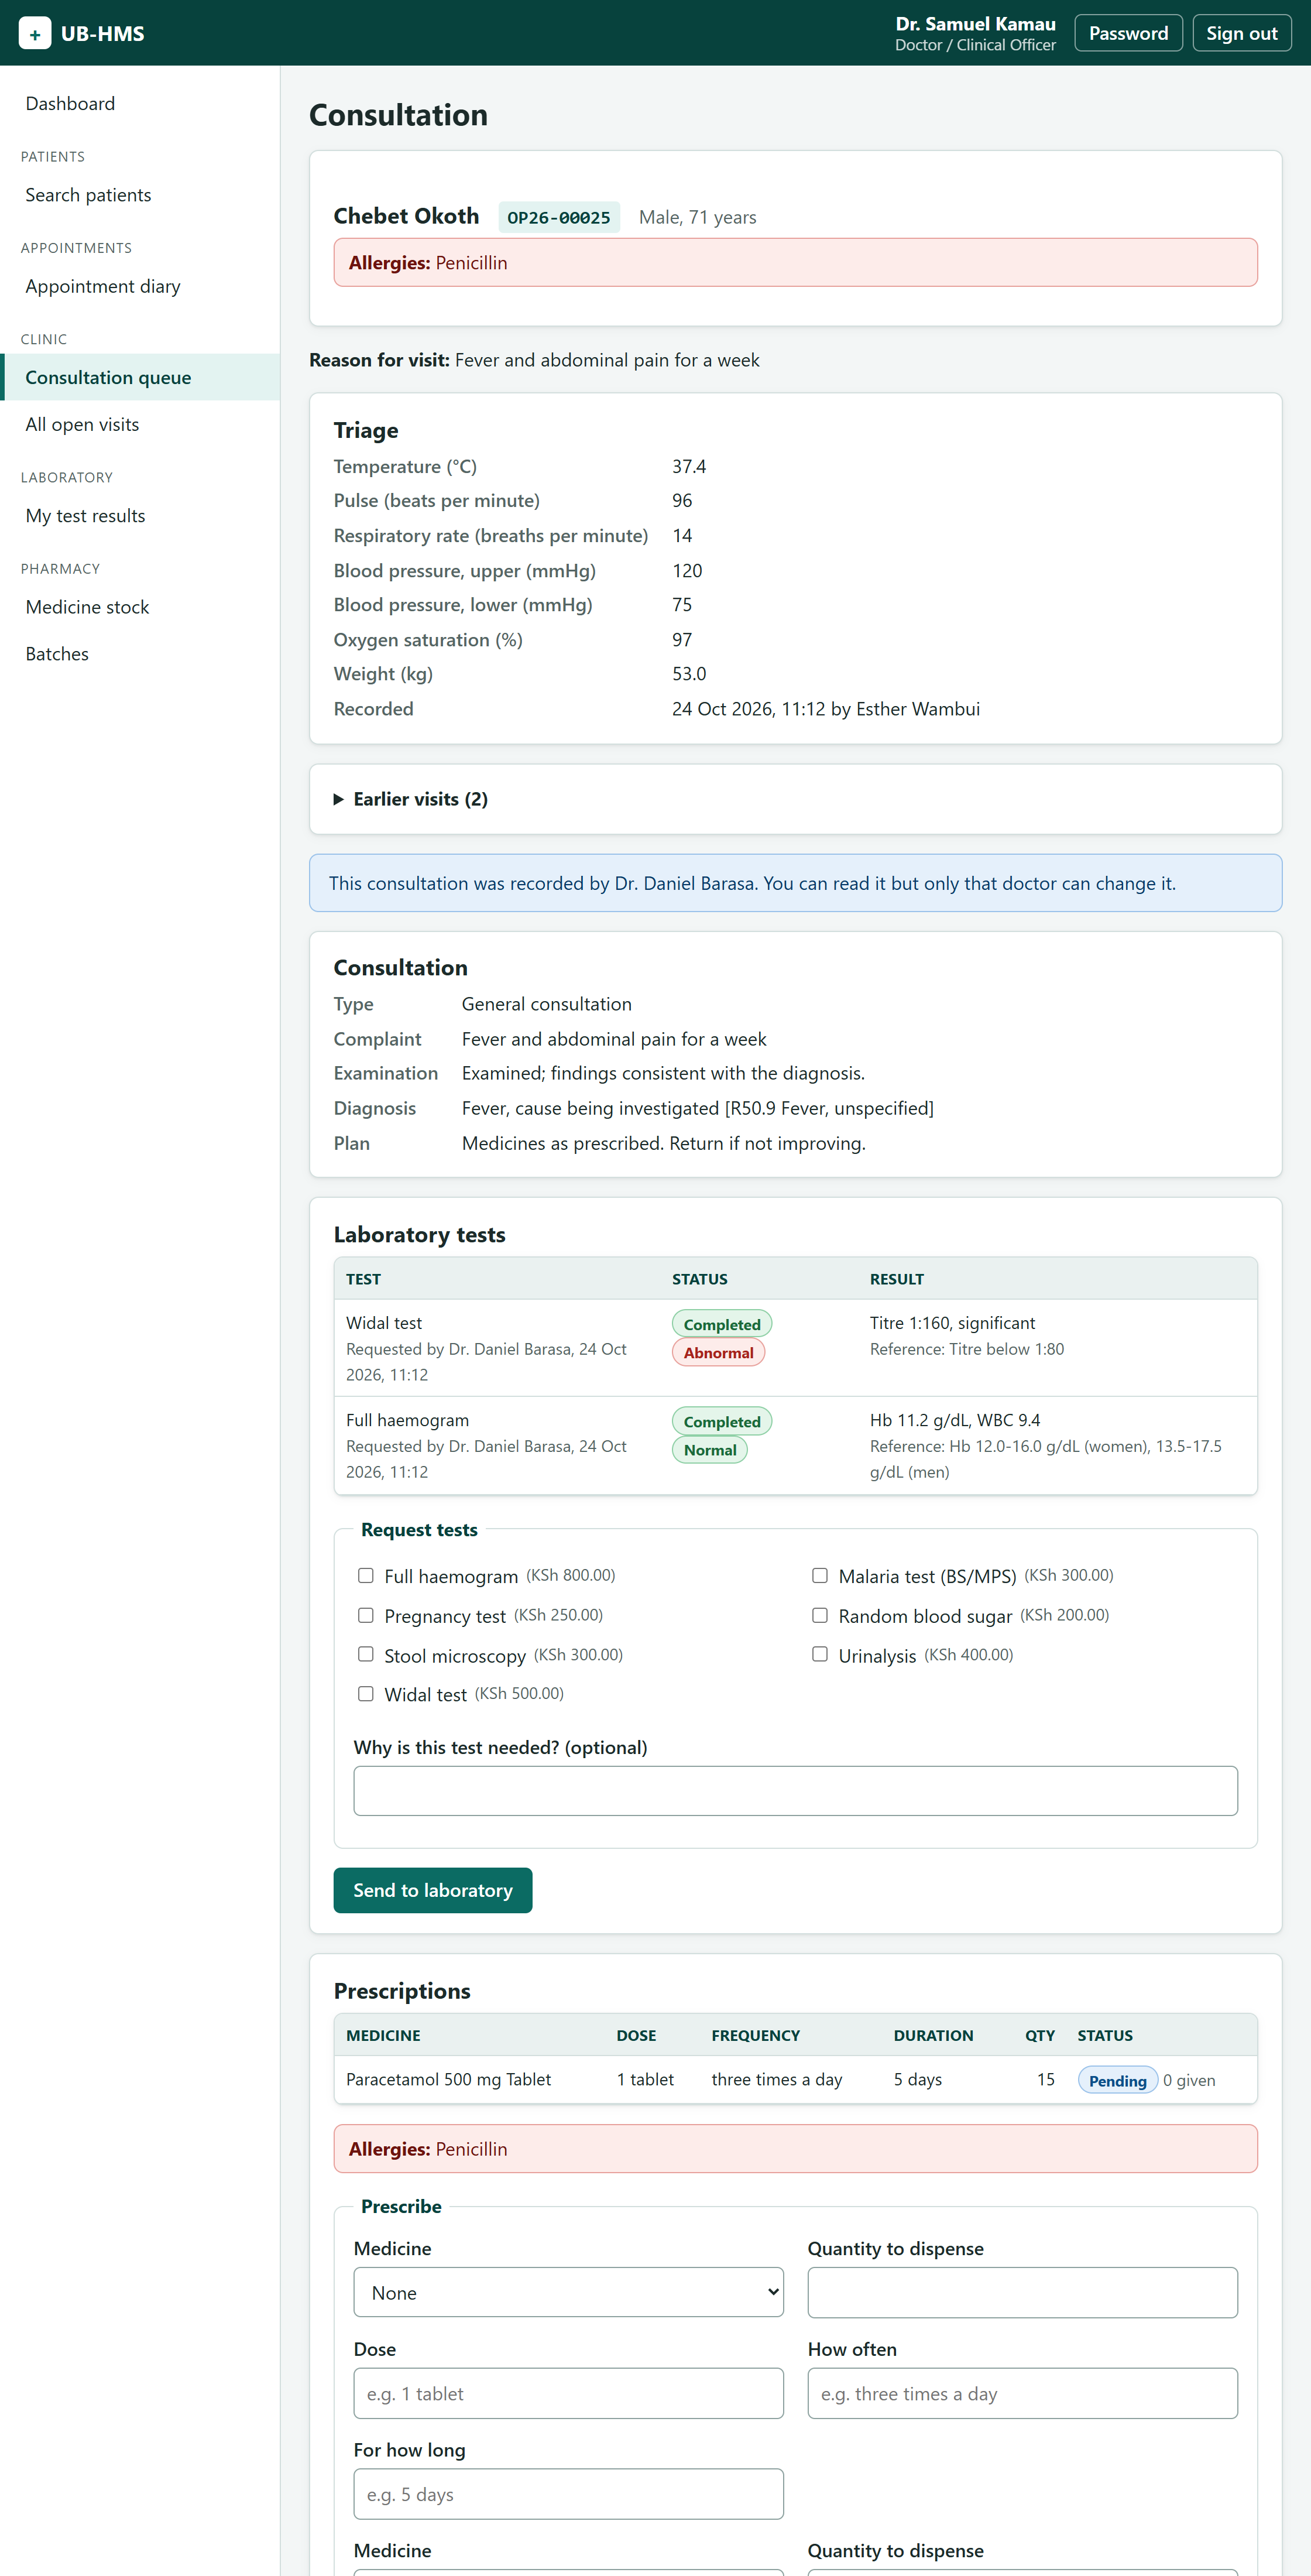 + UB-HMS
Dr. Samuel Kamau
Doctor / Clinical Officer
Password
Sign out
Dashboard
PATIENTS
Search patients
APPOINTMENTS
Appointment diary
CLINIC
Consultation queue
All open visits
LABORATORY
My test results
PHARMACY
Medicine stock
Batches
Consultation
Chebet Okoth OP26-00025 Male, 71 years
Allergies: Penicillin
Reason for visit: Fever and abdominal pain for a week
Triage
Temperature (°C) 37.4
Pulse (beats per minute) 96
Respiratory rate (breaths per minute) 14
Blood pressure, upper (mmHg) 120
Blood pressure, lower (mmHg) 75
Oxygen saturation (%) 97
Weight (kg) 53.0
Recorded 24 Oct 2026, 11:12 by Esther Wambui
Earlier visits (2)
This consultation was recorded by Dr. Daniel Barasa. You can read it but only that doctor can change it.
Consultation
Type General consultation
Complaint Fever and abdominal pain for a week
Examination Examined; findings consistent with the diagnosis.
Diagnosis Fever, cause being investigated [R50.9 Fever, unspecified]
Plan Medicines as prescribed. Return if not improving.
Laboratory tests
TEST STATUS RESULT
Widal test Completed Titre 1:160, significant
Requested by Dr. Daniel Barasa, 24 Oct Abnormal Reference: Titre below 1:80
2026, 11:12
Full haemogram Completed Hb 11.2 g/dL, WBC 9.4
Requested by Dr. Daniel Barasa, 24 Oct Normal Reference: Hb 12.0-16.0 g/dL (women), 13.5-17.5
2026, 11:12 g/dL (men)
Request tests
Full haemogram (KSh 800.00) Malaria test (BS/MPS) (KSh 300.00)
Pregnancy test (KSh 250.00) Random blood sugar (KSh 200.00)
Stool microscopy (KSh 300.00) Urinalysis (KSh 400.00)
Widal test (KSh 500.00)
Why is this test needed? (optional)
Send to laboratory
Prescriptions
MEDICINE DOSE FREQUENCY DURATION QTY STATUS
Paracetamol 500 mg Tablet 1 tablet three times a day 5 days 15 Pending 0 given
Allergies: Penicillin
Prescribe
Medicine Quantity to dispense
None
Dose How often
e.g. 1 tablet e.g. three times a day
For how long
e.g. 5 days
Medicine Quantity to dispense